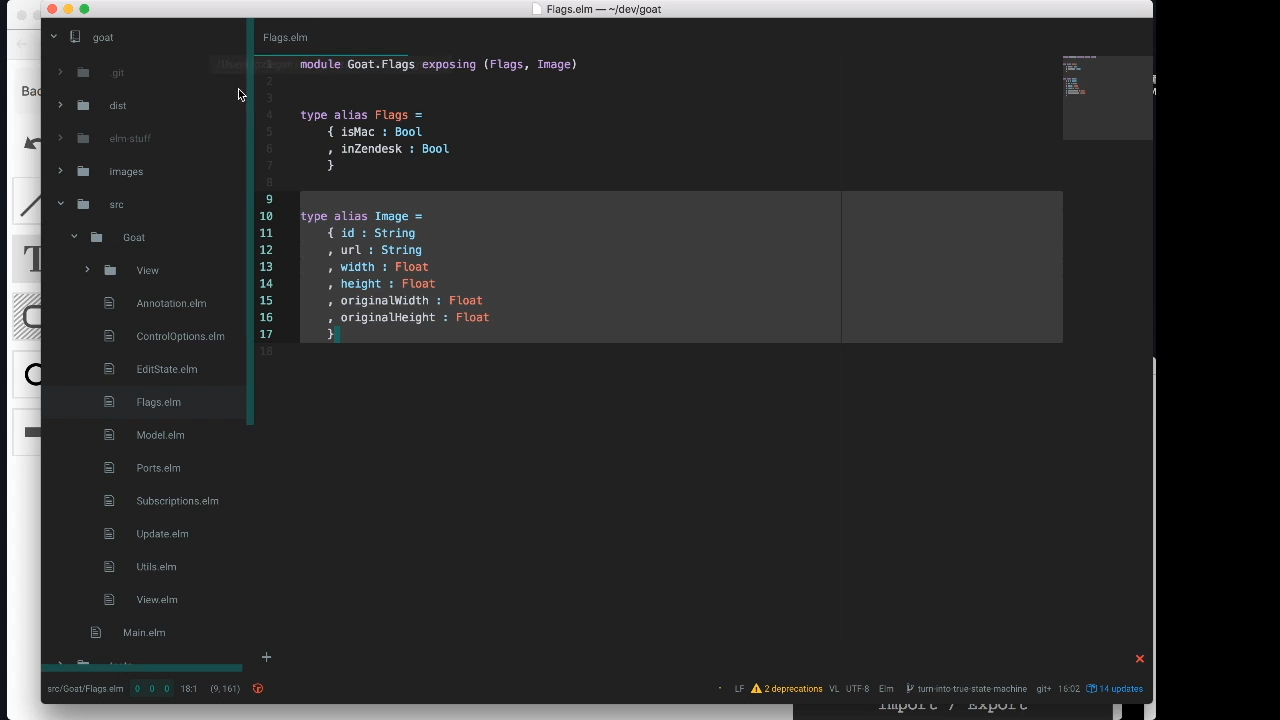 Flags.elm — ~/dev/goat
goat
.git
dist
elm-stuff
images
src
Goat
View
Annotation.elm
ControlOptions.elm
EditState.elm
Flags.elm
Model.elm
Ports.elm
Subscriptions.elm
Update.elm
Utils.elm
View.elm
Main.elm
Flags.elm
1 module Goat.Flags exposing (Flags, Image)
2
3
4 type alias Flags =
5 { isMac : Bool
6 , inZendesk : Bool
7 }
8
9
10 type alias Image =
11 { id : String
12 , url : String
13 , width : Float
14 , height : Float
15 , originalWidth : Float
16 , originalHeight : Float
17 }
18
+
src/Goat/Flags.elm 0 0 0 18:1 (9, 161)
LF 2 deprecations VL UTF-8 Elm turn-into-true-state-machine git+ 16:02 14 updates
Import / Export